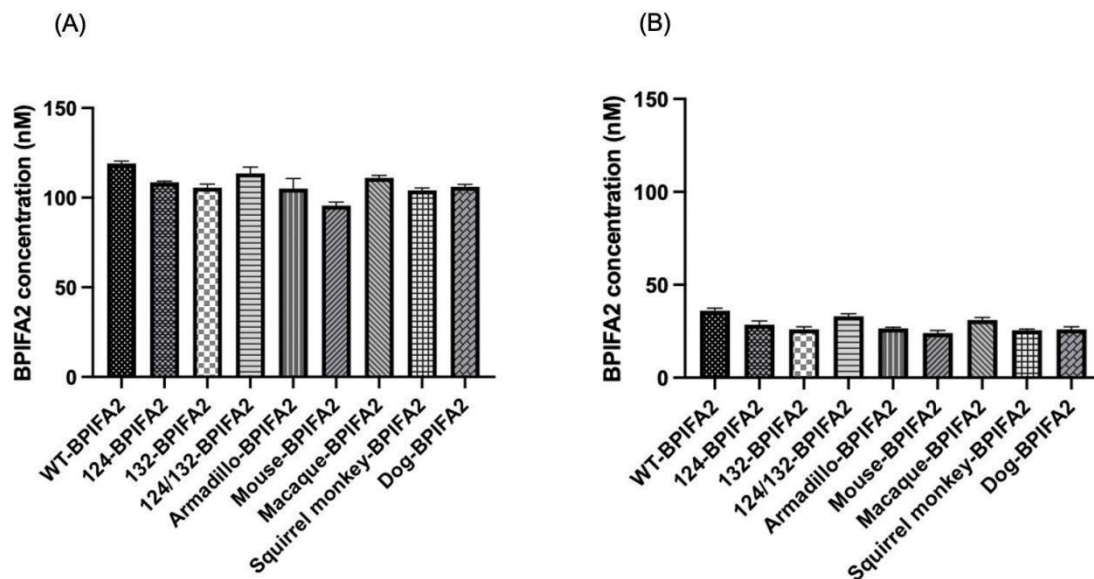 (A)
BPIFA2 concentration (nM)
150
100
50
0
WT-BPIFA2
124-BPIFA2
132-BPIFA2
124/132-BPIFA2
Armadillo-BPIFA2
Mouse-BPIFA2
Macaque-BPIFA2
Squirrel monkey-BPIFA2
Dog-BPIFA2
(B)
BPIFA2 concentration (nM)
150
100
50
0
WT-BPIFA2
124-BPIFA2
132-BPIFA2
124/132-BPIFA2
Armadillo-BPIFA2
Mouse-BPIFA2
Macaque-BPIFA2
Squirrel monkey-BPIFA2
Dog-BPIFA2